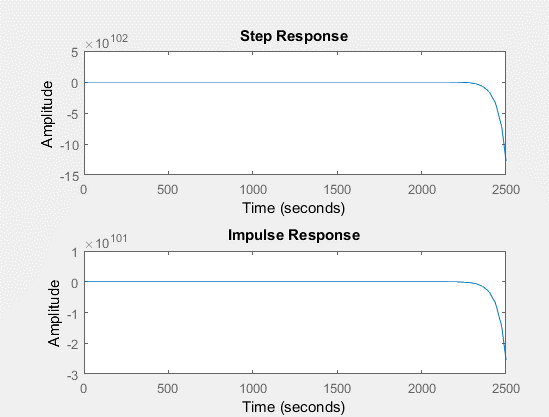 Step Response
×10^102
5
0
-5
-10
-15
Amplitude
0 500 1000 1500 2000 2500
Time (seconds)
Impulse Response
×10^101
1
0
-1
-2
-3
Amplitude
0 500 1000 1500 2000 2500
Time (seconds)